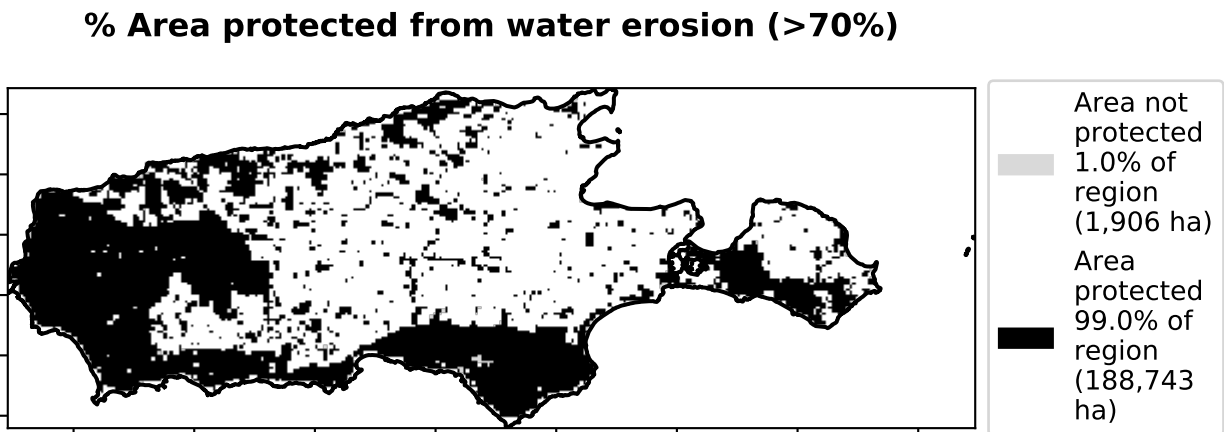 % Area protected from water erosion (>70%)
Area not
protected
1.0% of
region
(1,906 ha)
Area
protected
99.0% of
region
(188,743
ha)